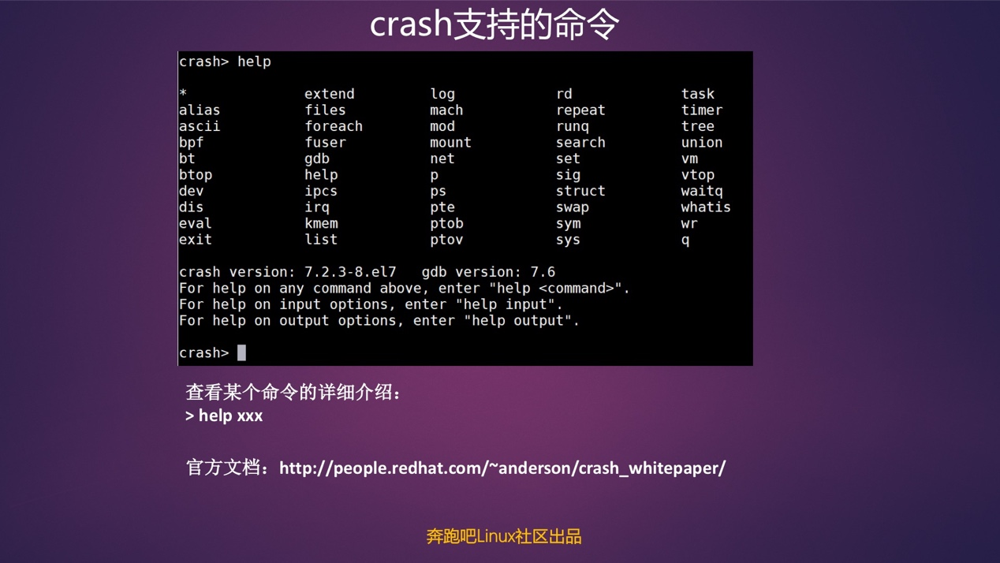 crash支持的命令
crash> help
* extend log rd task
alias files mach repeat timer
ascii foreach mod runq tree
bpf fuser mount search union
bt gdb net set vm
btop help p sig vtop
dev ipcs ps struct waitq
dis irq pte swap whatis
eval kmem ptob sym wr
exit list ptov sys q
crash version: 7.2.3-8.el7 gdb version: 7.6
For help on any command above, enter "help <command>".
For help on input options, enter "help input".
For help on output options, enter "help output".
crash>
查看某个命令的详细介绍：
> help xxx
官方文档：http://people.redhat.com/~anderson/crash_whitepaper/
奔跑吧Linux社区出品